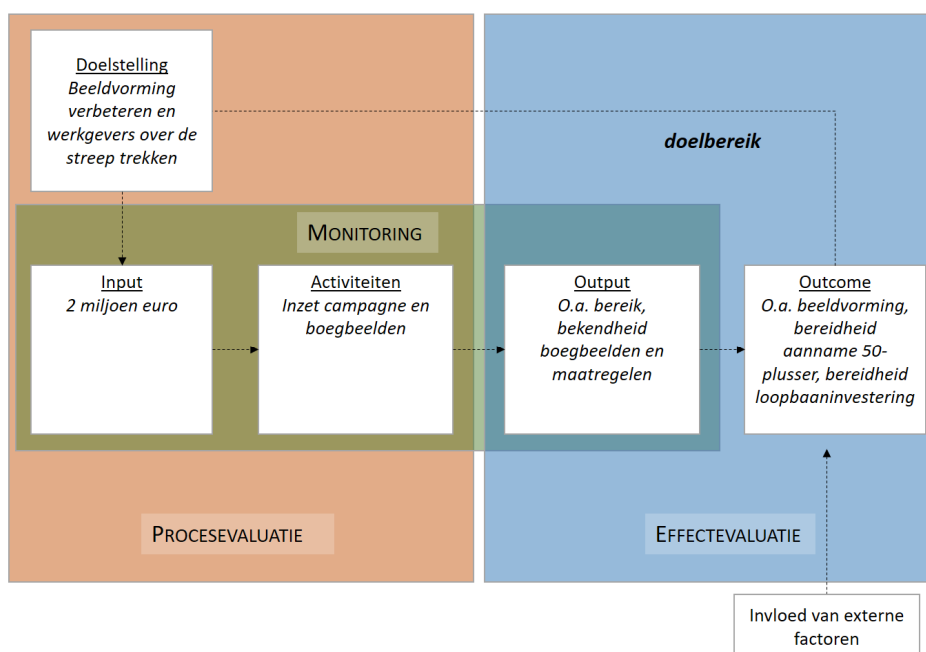 Doelstelling
Beeldvorming
verbeteren en
werkgevers over de
streep trekken
doelbereik
MONITORING
Input
2 miljoen euro
Activiteiten
Inzet campagne en
boegbeelden
Output
O.a. bereik,
bekendheid
boegbeelden en
maatregelen
Outcome
O.a. beeldvorming,
bereidheid
aanname 50-
plusser, bereidheid
loopbaaninvestering
PROCESEVALUATIE
EFFECTEVALUATIE
Invloed van externe
factoren